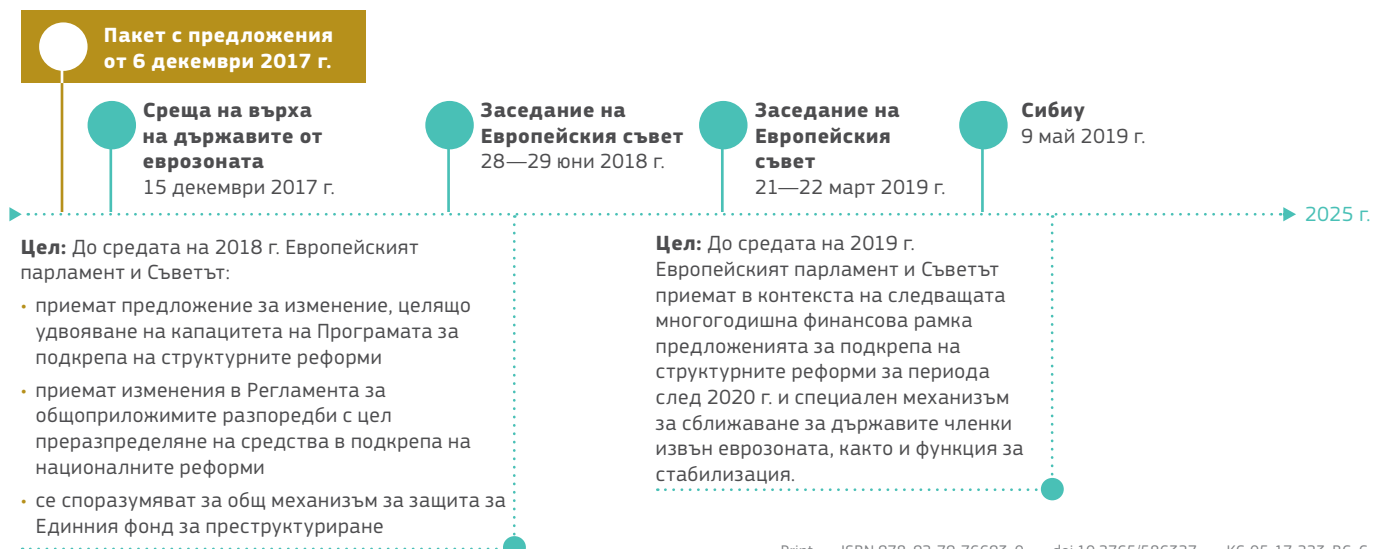 Пакет с предложения
от 6 декември 2017 г.
Среща на върха
на държавите от
еврозоната
15 декември 2017 г.
Заседание на
Европейския съвет
28—29 юни 2018 г.
Заседание на
Европейския
съвет
21—22 март 2019 г.
Сибиу
9 май 2019 г.
2025 г.
Цел: До средата на 2018 г. Европейският
парламент и Съветът:
• приемат предложение за изменение, целящо
удвояване на капацитета на Програмата за
подкрепа на структурните реформи
• приемат изменения в Регламента за
общоприложимите разпоредби с цел
преразпределяне на средства в подкрепа на
националните реформи
• се споразумяват за общ механизъм за защита за
Единния фонд за преструктуриране
Цел: До средата на 2019 г.
Европейският парламент и Съветът
приемат в контекста на следващата
многогодишна финансова рамка
предложенията за подкрепа на
структурните реформи за периода
след 2020 г. и специален механизъм
за сближаване за държавите членки
извън еврозоната, както и функция за
стабилизация.
Print ISBN